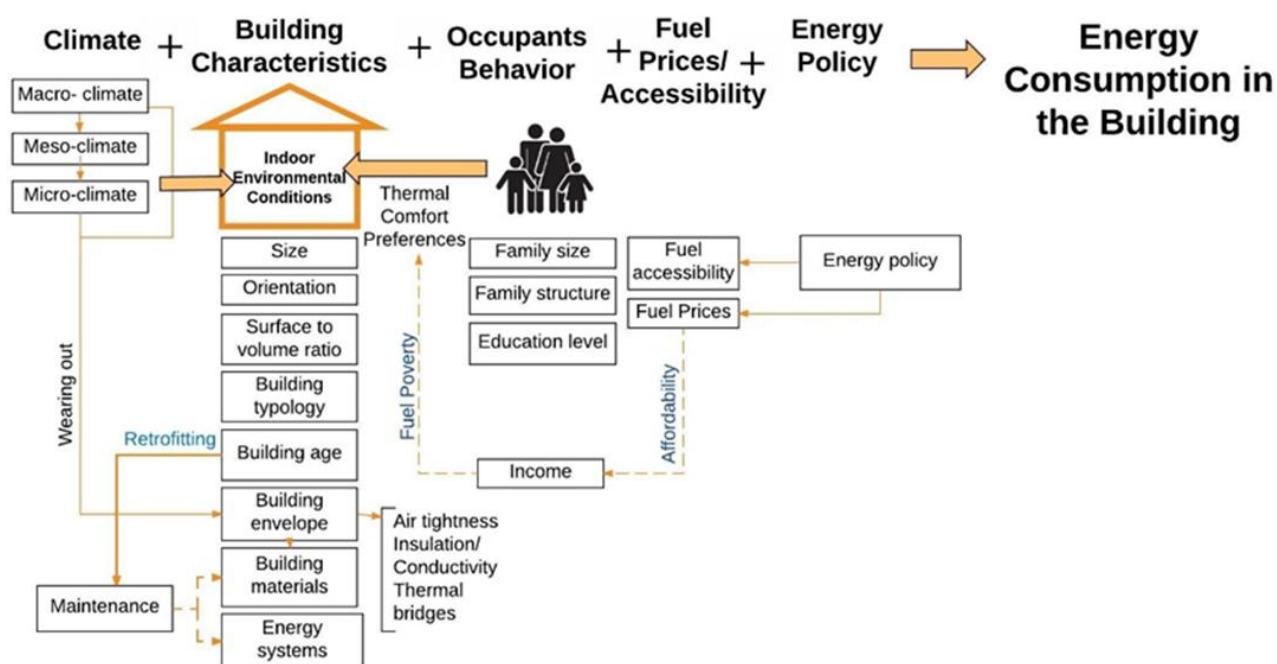 Climate
+
Building
Characteristics
+
Occupants
Behavior
+
Fuel
Prices/
Accessibility
+
Energy
Policy
Energy
Consumption in
the Building
Macro- climate
Meso-climate
Micro-climate
Indoor
Environmental
Conditions
Thermal
Comfort
Preferences
Size
Orientation
Surface to
volume ratio
Building
typology
Building age
Building
envelope
Building
materials
Energy
systems
Family size
Family structure
Education level
Fuel
accessibility
Fuel Prices
Energy policy
Wearing out
Retrofitting
Fuel Poverty
Affordability
Income
Air tightness
Insulation/
Conductivity
Thermal
bridges
Maintenance